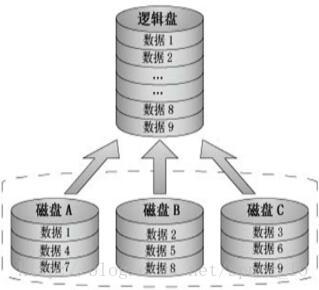 逻辑盘
数据 1
数据 2
...
...
数据 8
数据 9
磁盘 A
磁盘 B
磁盘 C
数据 1
数据 2
数据 3
数据 4
数据 5
数据 6
数据 7
数据 8
数据 9